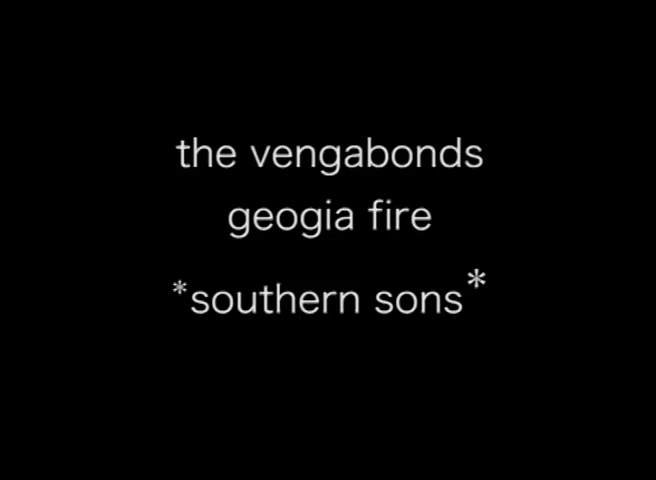 the vengabonds
geogia fire
*southern sons*